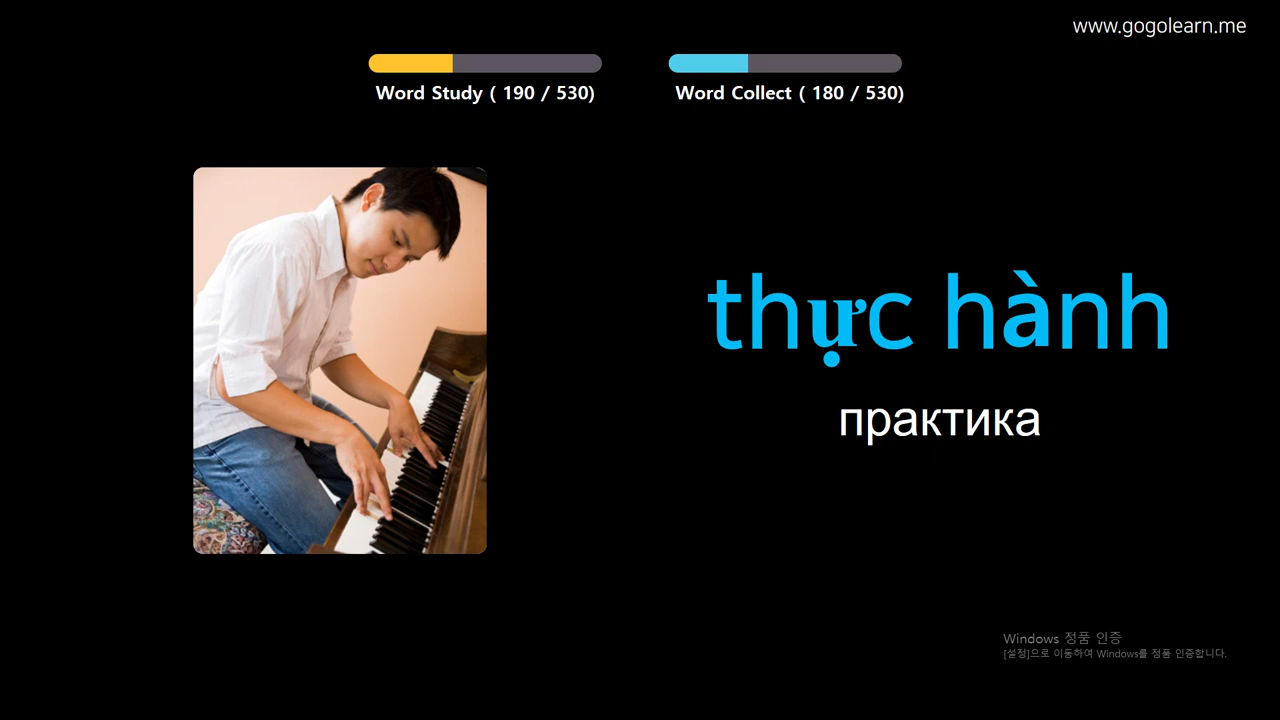 www.gogolearn.me
Word Study ( 190 / 530)
Word Collect ( 180 / 530)
thực hành
практика
Windows 정품 인증
[설정]으로 이동하여 Windows를 정품 인증합니다.